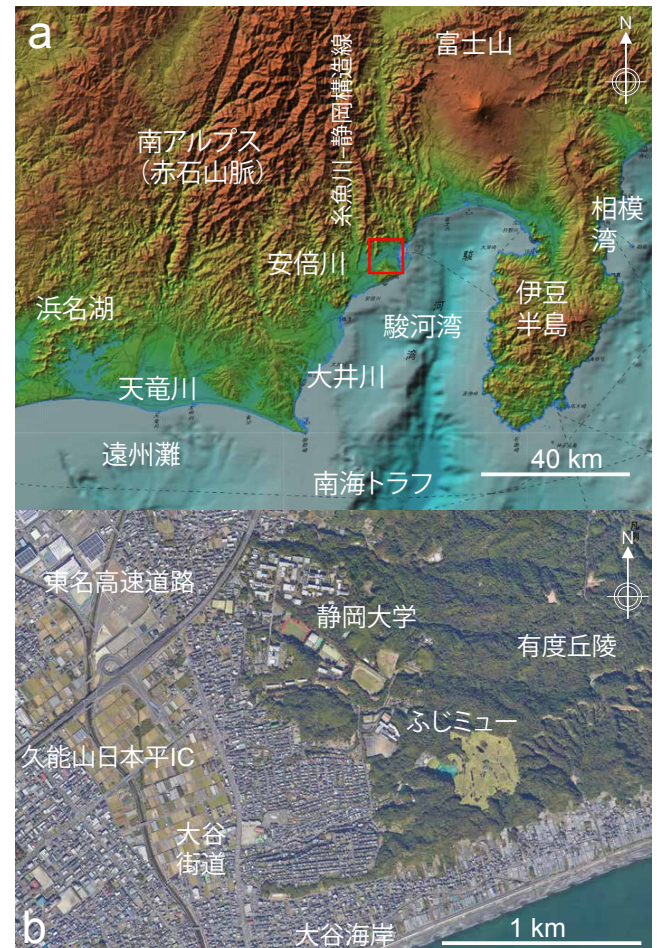 a
N
富士山
糸魚川-静岡構造線
南アルプス
（赤石山脈）
相模
湾
安倍川
伊豆
半島
浜名湖
駿
河
湾
駿河湾
大井川
天竜川
遠州灘
南海トラフ
40 km
N
東名高速道路
静岡大学
有度丘陵
ふじミュー
久能山日本平IC
大谷
街道
大谷海岸
1 km
b